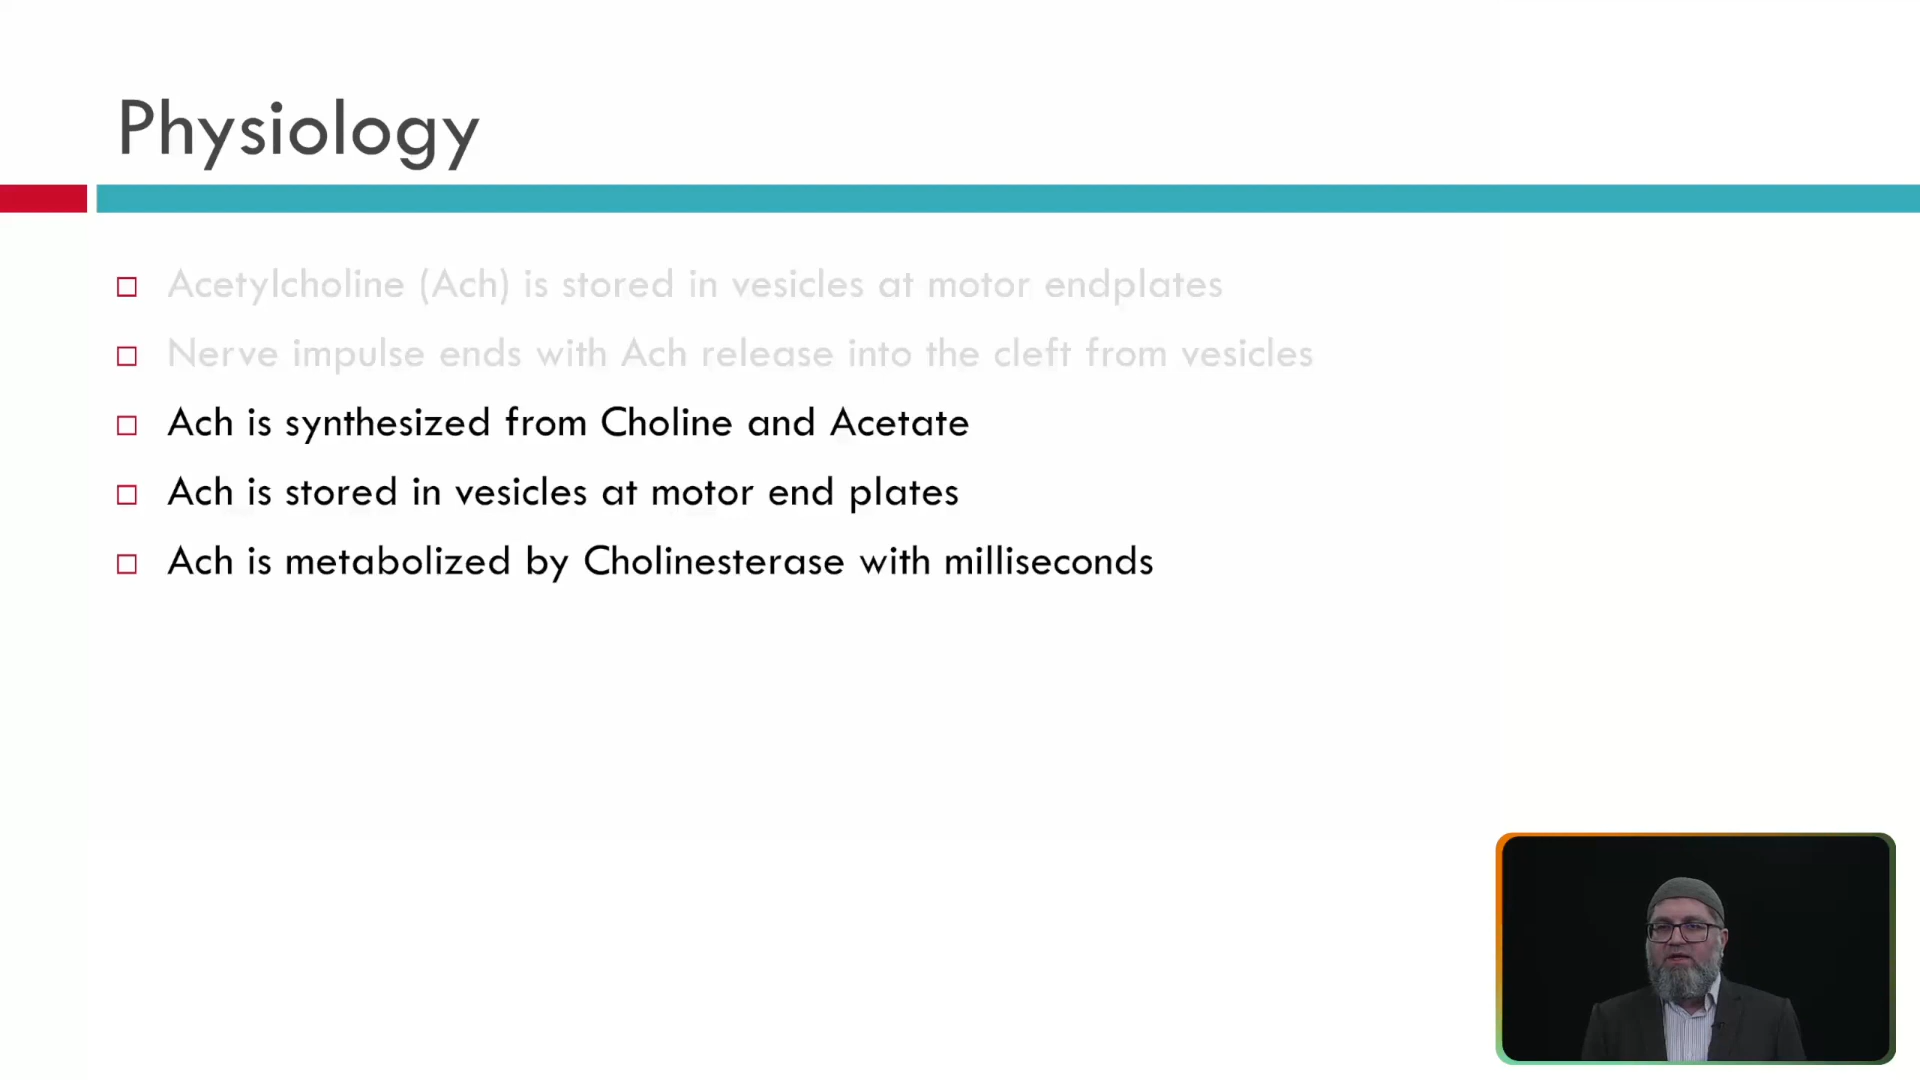 Physiology
Acetylcholine (Ach) is stored in vesicles at motor endplates
Nerve impulse ends with Ach release into the cleft from vesicles
Ach is synthesized from Choline and Acetate
Ach is stored in vesicles at motor end plates
Ach is metabolized by Cholinesterase with milliseconds